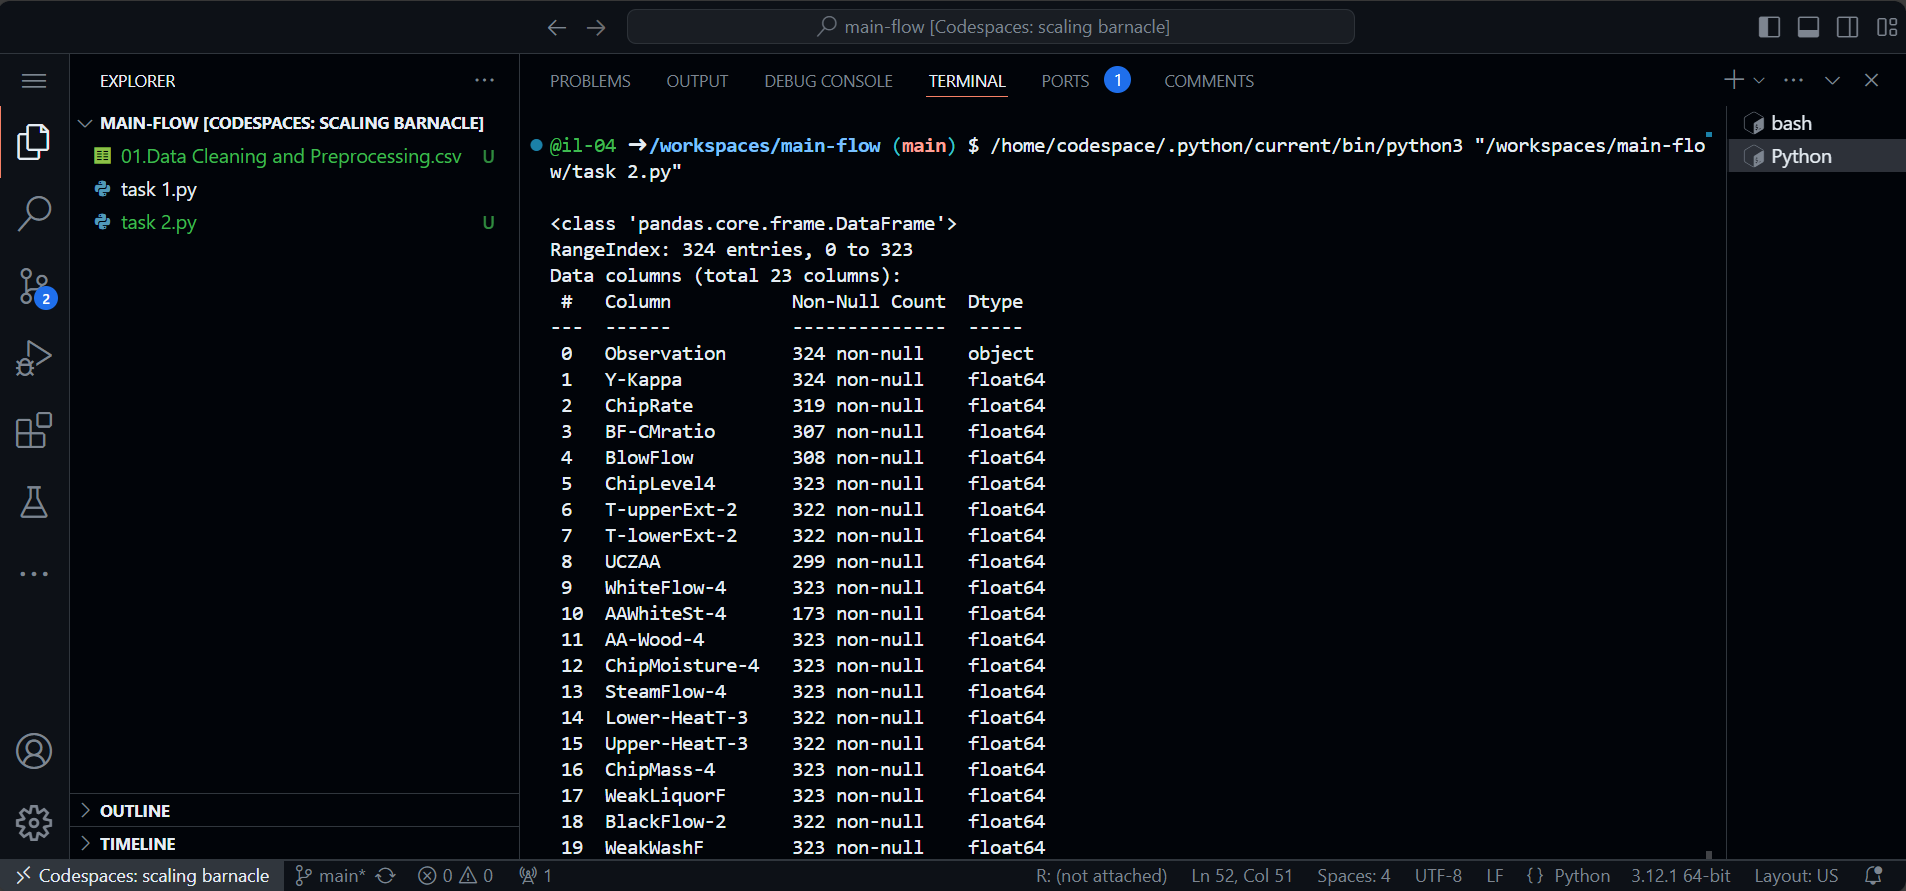 main-flow [Codespaces: scaling barnacle]
EXPLORER
MAIN-FLOW [CODESPACES: SCALING BARNACLE]
01.Data Cleaning and Preprocessing.csv U
task 1.py
task 2.py U
2
OUTLINE
TIMELINE
PROBLEMS OUTPUT DEBUG CONSOLE TERMINAL PORTS 1 COMMENTS
bash
Python
@il-04 ➜/workspaces/main-flow (main) $ /home/codespace/.python/current/bin/python3 "/workspaces/main-flo
w/task 2.py"
<class 'pandas.core.frame.DataFrame'>
RangeIndex: 324 entries, 0 to 323
Data columns (total 23 columns):
 #   Column          Non-Null Count  Dtype
---  ------          --------------  -----
 0   Observation     324 non-null    object
 1   Y-Kappa         324 non-null    float64
 2   ChipRate        319 non-null    float64
 3   BF-CMratio      307 non-null    float64
 4   BlowFlow        308 non-null    float64
 5   ChipLevel4      323 non-null    float64
 6   T-upperExt-2    322 non-null    float64
 7   T-lowerExt-2    322 non-null    float64
 8   UCZAA           299 non-null    float64
 9   WhiteFlow-4     323 non-null    float64
 10  AAWhiteSt-4     173 non-null    float64
 11  AA-Wood-4       323 non-null    float64
 12  ChipMoisture-4  323 non-null    float64
 13  SteamFlow-4     323 non-null    float64
 14  Lower-HeatT-3   322 non-null    float64
 15  Upper-HeatT-3   322 non-null    float64
 16  ChipMass-4      323 non-null    float64
 17  WeakLiquorF     323 non-null    float64
 18  BlackFlow-2     322 non-null    float64
 19  WeakWashF       323 non-null    float64
Codespaces: scaling barnacle main* 0 0 1 R: (not attached) Ln 52, Col 51 Spaces: 4 UTF-8 LF {} Python 3.12.1 64-bit Layout: US